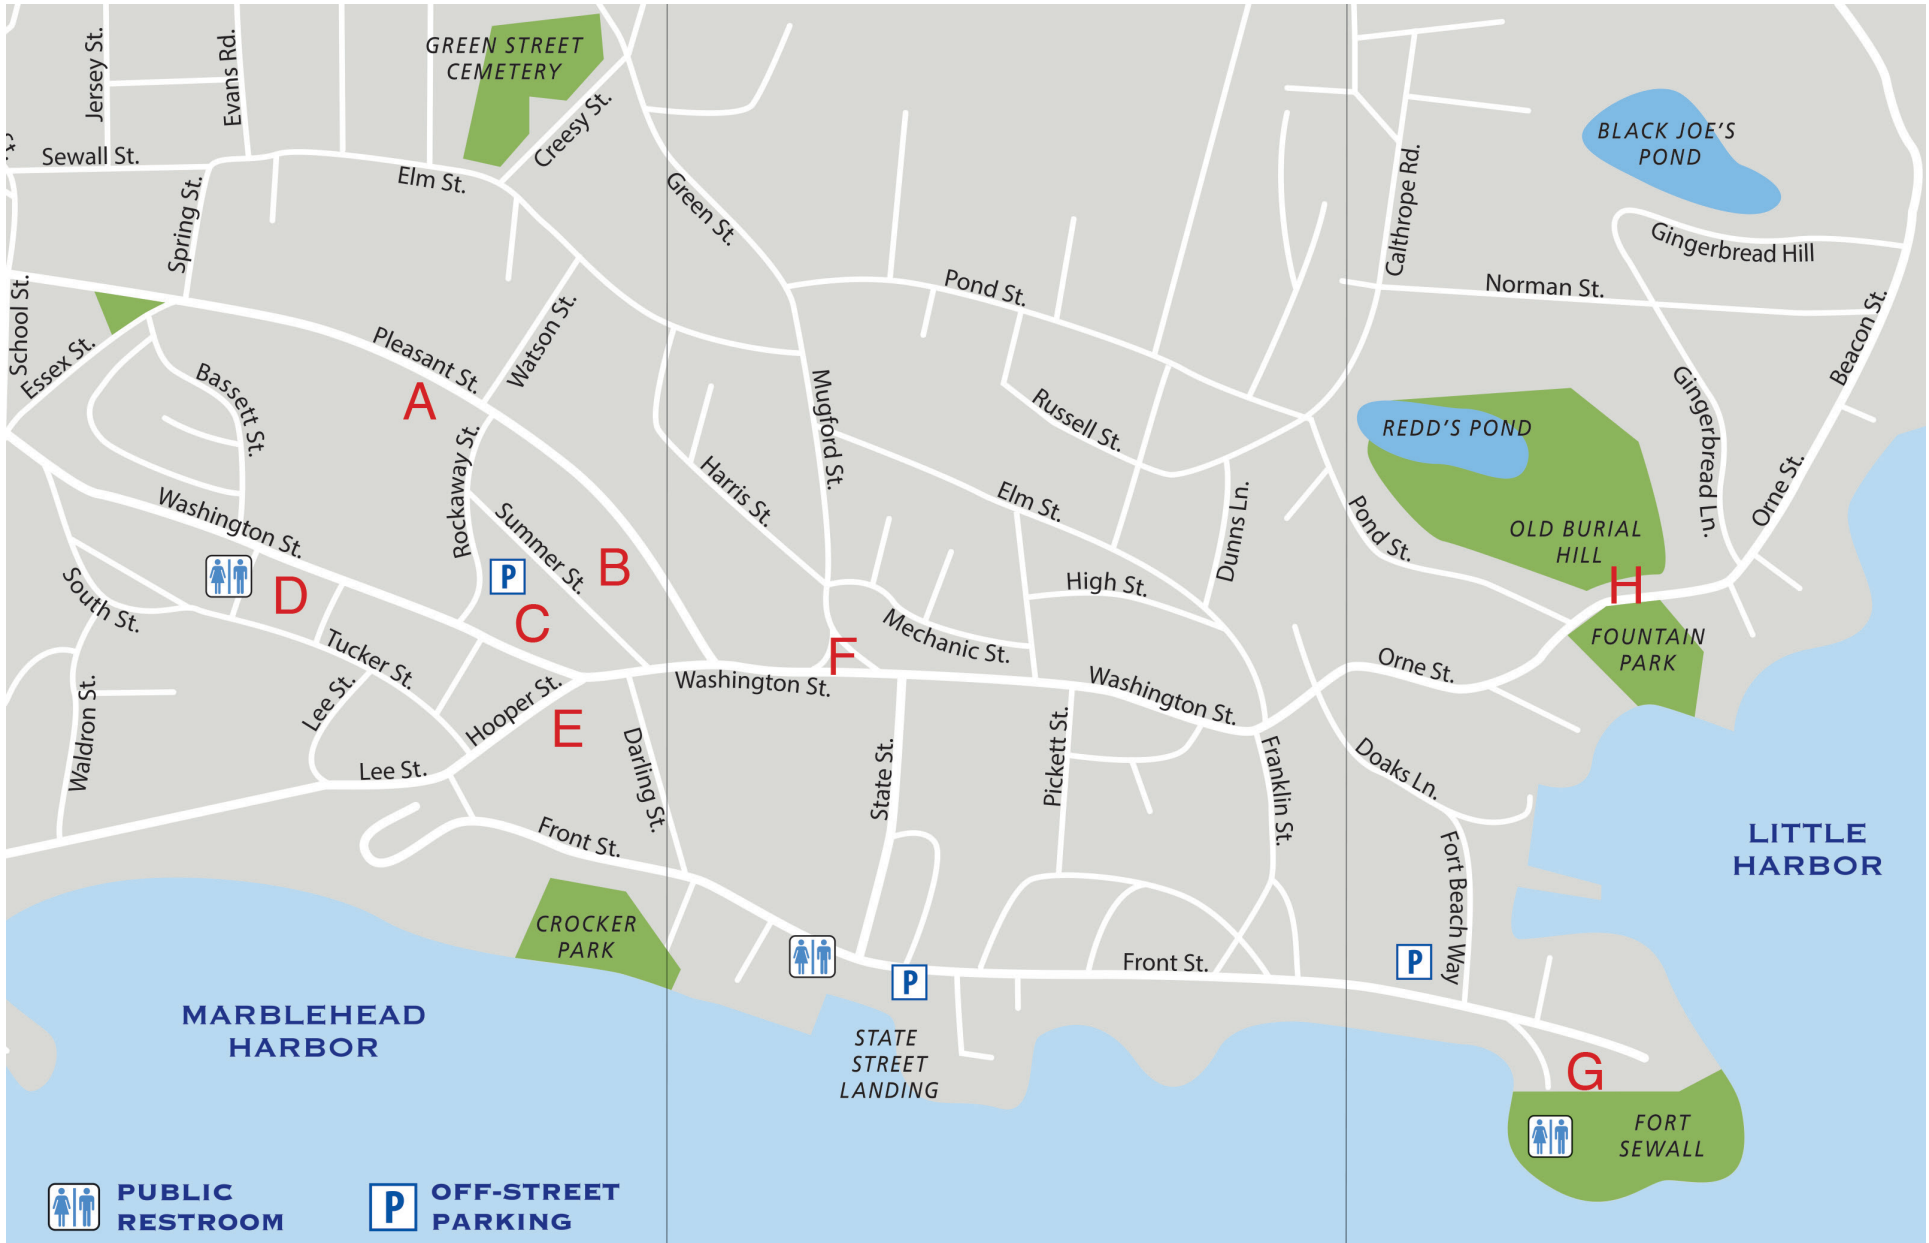 Jersey St.
Evans Rd.
GREEN STREET
CEMETERY
Creesy St.
Sewall St.
Elm St.
Spring St.
Green St.
Calthrope Rd.
BLACK JOE'S
POND
Gingerbread Hill
Norman St.
Pond St.
Beacon St.
School St.
Essex St.
Pleasant St.
Watson St.
Bassett St.
A
Mugford St.
Russell St.
REDD'S POND
Gingerbread Ln.
Rockaway St.
Harris St.
Elm St.
Dunns Ln.
Pond St.
OLD BURIAL
HILL
Orne St.
Washington St.
Summer St.
B
P
D
C
High St.
H
South St.
Mechanic St.
F
FOUNTAIN
PARK
Tucker St.
Lee St.
Hooper St.
Washington St.
Washington St.
Orne St.
Waldron St.
E
Darling St.
State St.
Pickett St.
Franklin St.
Doaks Ln.
Lee St.
Front St.
Fort Beach Way
LITTLE
HARBOR
CROCKER
PARK
P
Front St.
P
MARBLEHEAD
HARBOR
STATE
STREET
LANDING
G
FORT
SEWALL
PUBLIC
RESTROOM
P
OFF-STREET
PARKING